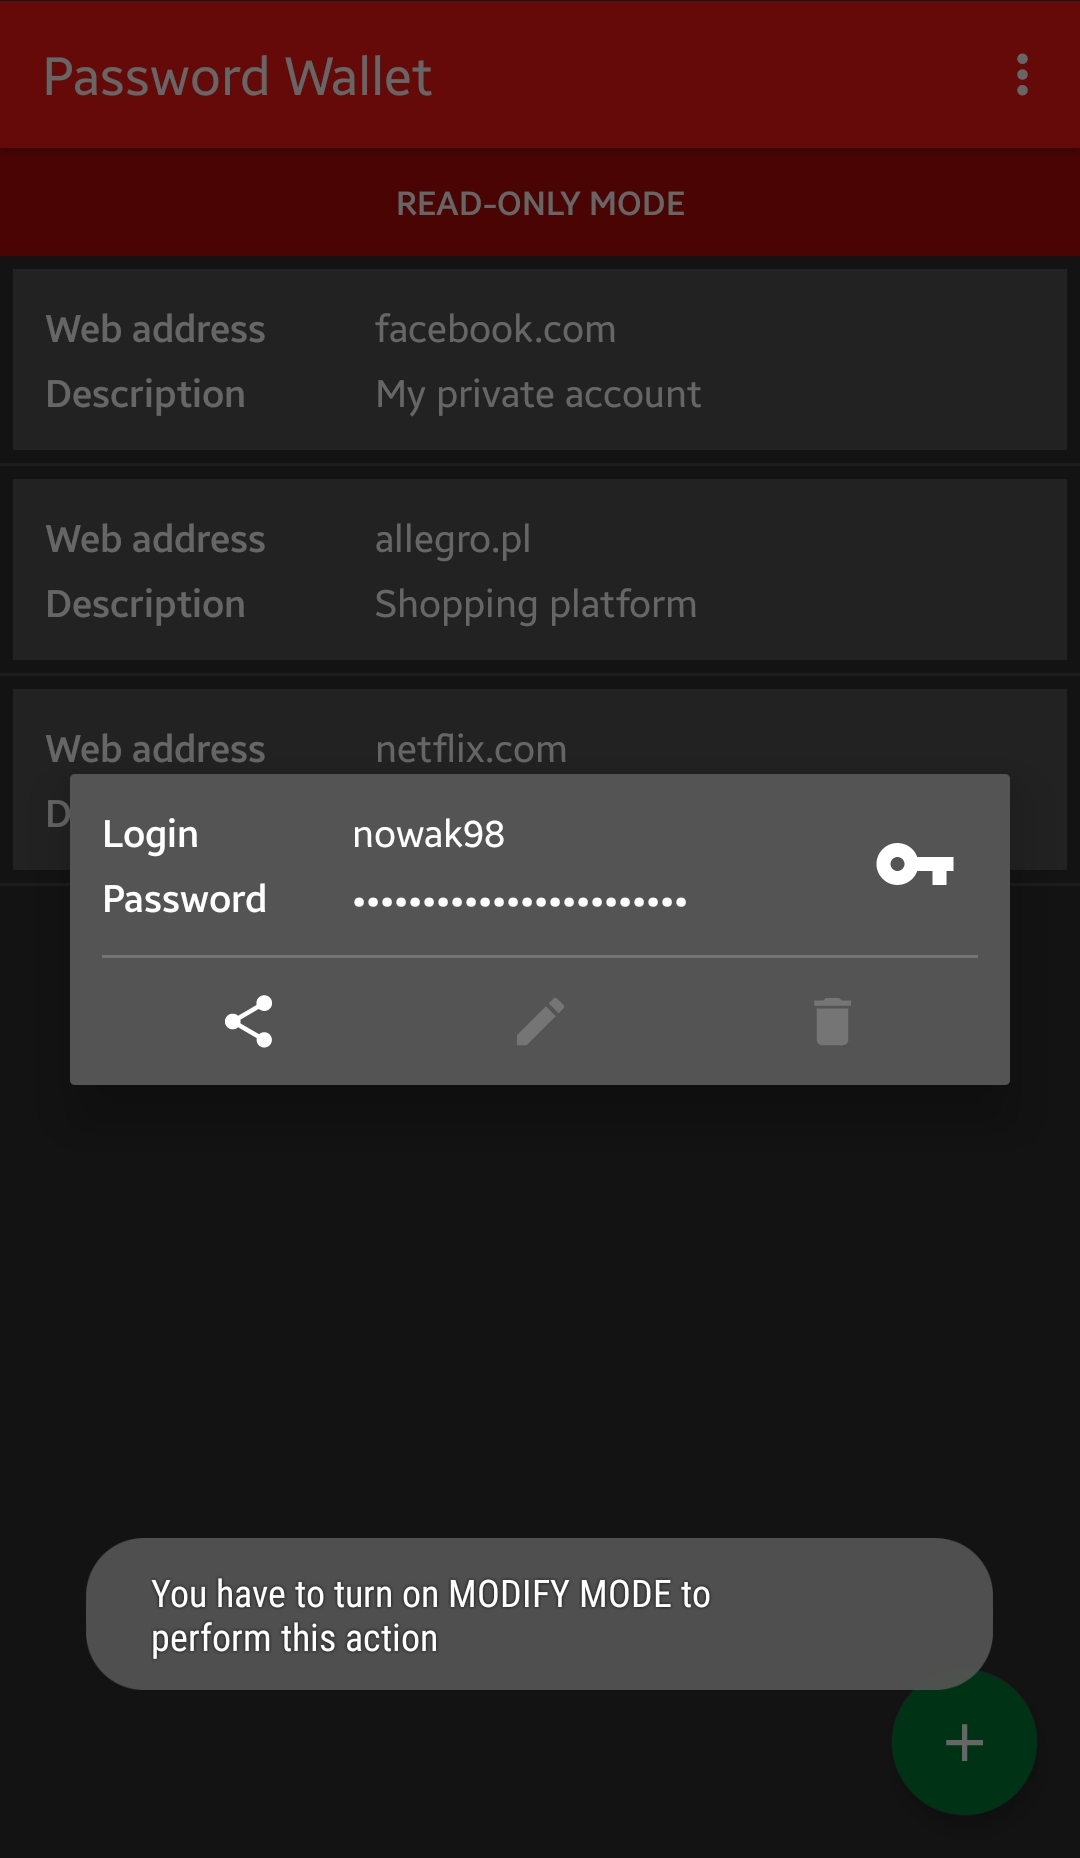 Password Wallet
READ-ONLY MODE
Web address facebook.com
Description My private account
Web address allegro.pl
Description Shopping platform
Web address netflix.com
D
Login nowak98
Password ••••••••••••••••••••••••
You have to turn on MODIFY MODE to
perform this action